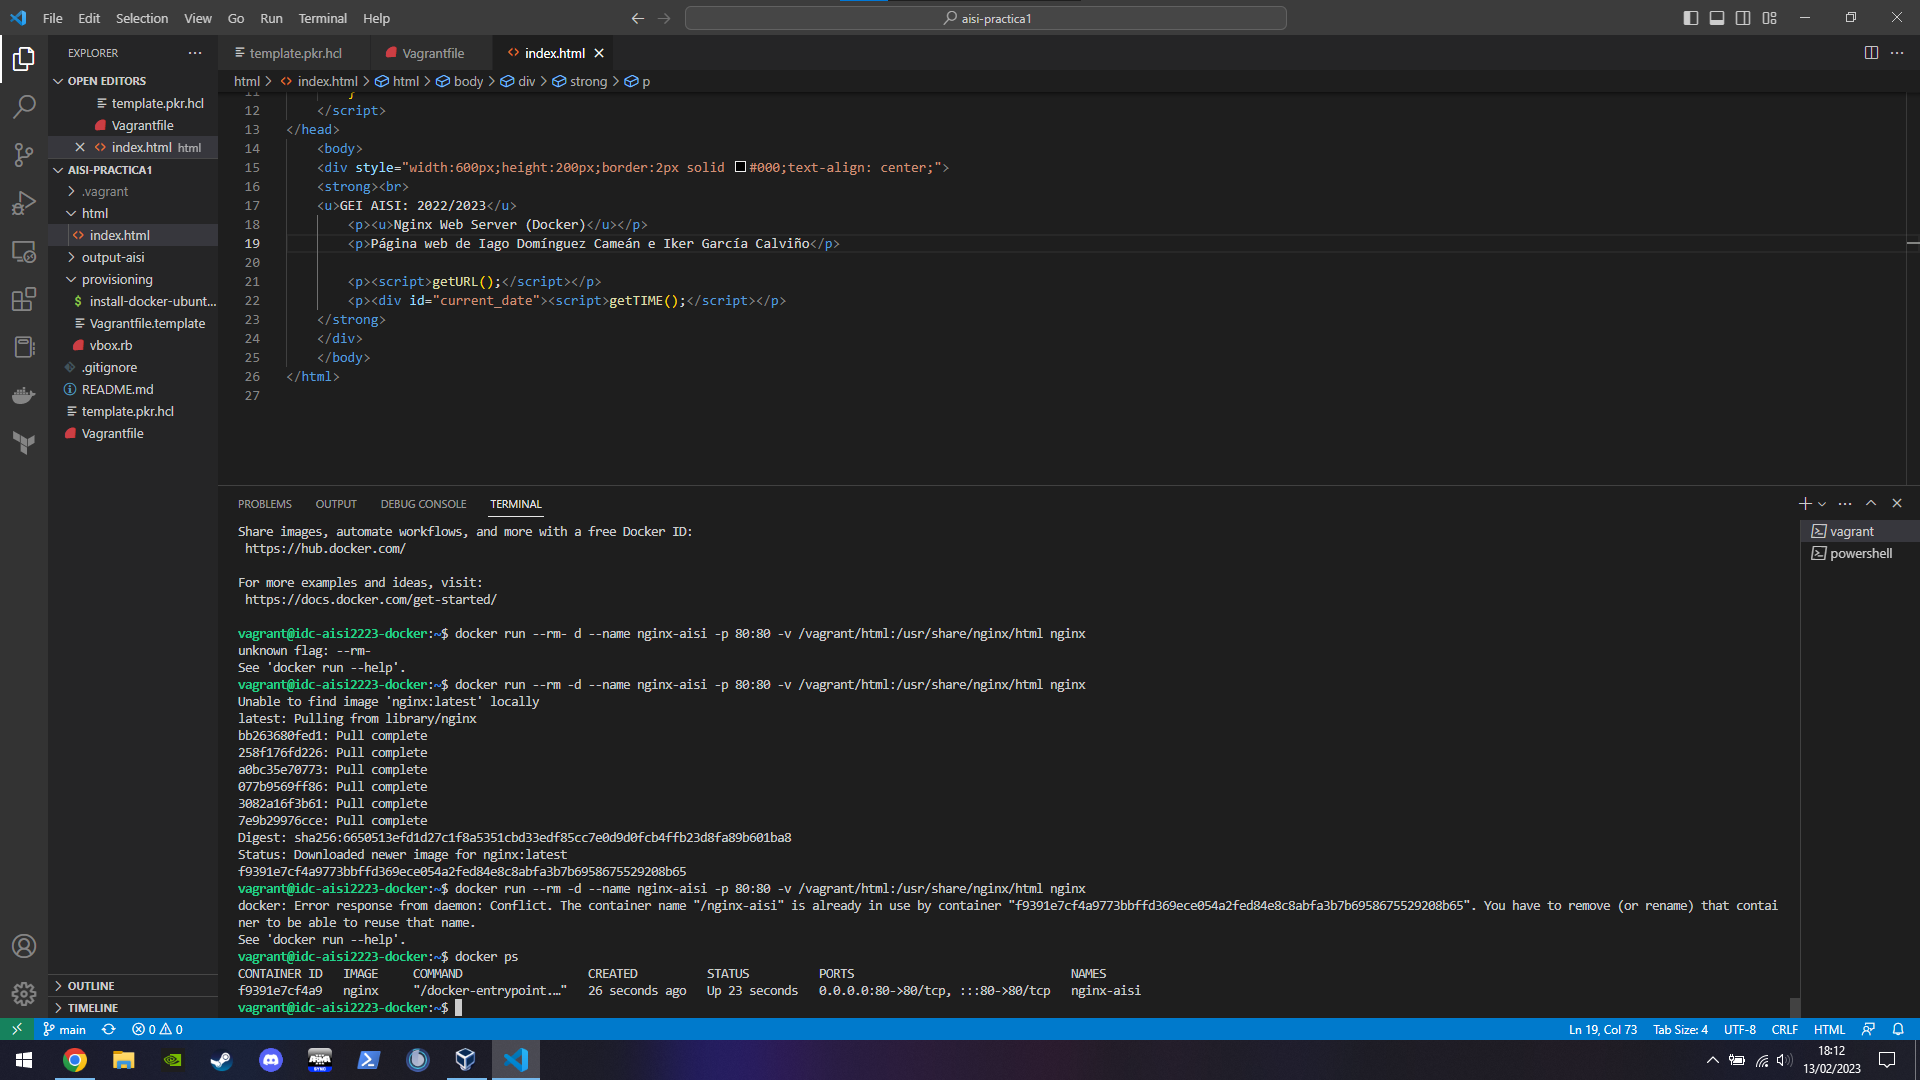 File Edit Selection View Go Run Terminal Help
aisi-practica1
EXPLORER
template.pkr.hcl
Vagrantfile
index.html
OPEN EDITORS
template.pkr.hcl
Vagrantfile
index.html html
AISI-PRACTICA1
.vagrant
html
index.html
output-aisi
provisioning
install-docker-ubunt...
Vagrantfile.template
vbox.rb
.gitignore
README.md
template.pkr.hcl
Vagrantfile
OUTLINE
TIMELINE
html > index.html > html > body > div > strong > p
11 }
12 </script>
13 </head>
14 <body>
15 <div style="width:600px;height:200px;border:2px solid #000;text-align: center;">
16 <strong><br>
17 <u>GEI AISI: 2022/2023</u>
18 <p><u>Nginx Web Server (Docker)</u></p>
19 <p>Página web de Iago Domínguez Cameán e Iker García Calviño</p>
20
21 <p><script>getURL();</script></p>
22 <p><div id="current_date"><script>getTIME();</script></p>
23 </strong>
24 </div>
25 </body>
26 </html>
27
PROBLEMS OUTPUT DEBUG CONSOLE TERMINAL
vagrant
powershell
Share images, automate workflows, and more with a free Docker ID:
https://hub.docker.com/
For more examples and ideas, visit:
https://docs.docker.com/get-started/
vagrant@idc-aisi2223-docker:~$ docker run --rm- d --name nginx-aisi -p 80:80 -v /vagrant/html:/usr/share/nginx/html nginx
unknown flag: --rm-
See 'docker run --help'.
vagrant@idc-aisi2223-docker:~$ docker run --rm -d --name nginx-aisi -p 80:80 -v /vagrant/html:/usr/share/nginx/html nginx
Unable to find image 'nginx:latest' locally
latest: Pulling from library/nginx
bb263680fed1: Pull complete
258f176fd226: Pull complete
a0bc35e70773: Pull complete
077b9569ff86: Pull complete
3082a16f3b61: Pull complete
7e9b29976cce: Pull complete
Digest: sha256:6650513efd1d27c1f8a5351cbd33edf85cc7e0d9d0fcb4ffb23d8fa89b601ba8
Status: Downloaded newer image for nginx:latest
f9391e7cf4a9773bbffd369ece054a2fed84e8c8abfa3b7b6958675529208b65
vagrant@idc-aisi2223-docker:~$ docker run --rm -d --name nginx-aisi -p 80:80 -v /vagrant/html:/usr/share/nginx/html nginx
docker: Error response from daemon: Conflict. The container name "/nginx-aisi" is already in use by container "f9391e7cf4a9773bbffd369ece054a2fed84e8c8abfa3b7b6958675529208b65". You have to remove (or rename) that contai
ner to be able to reuse that name.
See 'docker run --help'.
vagrant@idc-aisi2223-docker:~$ docker ps
CONTAINER ID IMAGE COMMAND CREATED STATUS PORTS NAMES
f9391e7cf4a9 nginx "/docker-entrypoint.…" 26 seconds ago Up 23 seconds 0.0.0.0:80->80/tcp, :::80->80/tcp nginx-aisi
vagrant@idc-aisi2223-docker:~$
main 0 0 Ln 19, Col 73 Tab Size: 4 UTF-8 CRLF HTML
18:12
13/02/2023